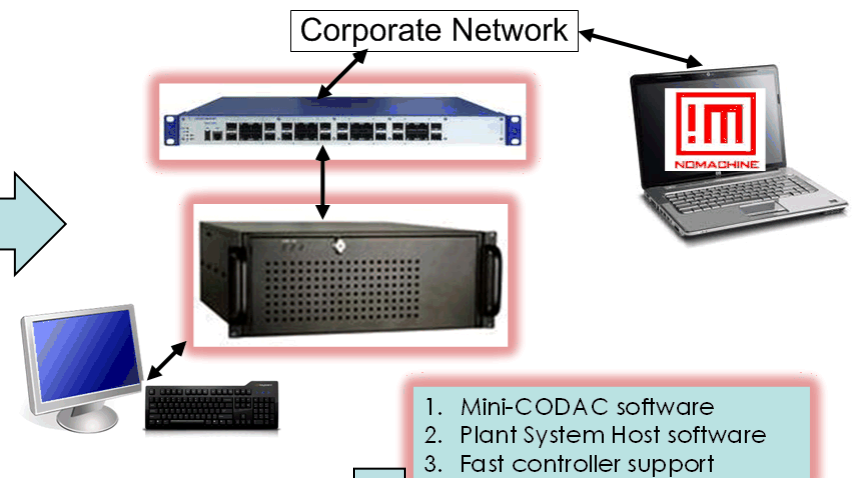 Corporate Network
!M
NOMACHINE
1. Mini-CODAC software
2. Plant System Host software
3. Fast controller support